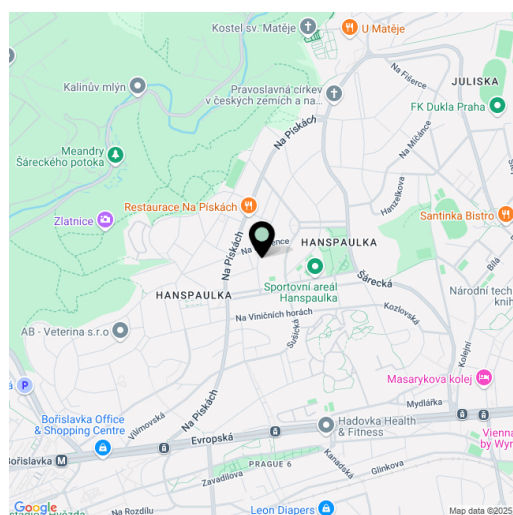 Kostel sv. Matěje
U Matěje
Kalinův mlýn
Pravoslavná církev
v českých zemích a na...
Na Fišerce
JULISKA
FK Dukla Praha
Na Pískách
Na Míčánce
Meandry
Šáreckého potoka
Hanzelkova
Restaurace Na Pískách
Santinka Bistro
Zlatnice
Na Pískách
HANSPAULKA
Bílá
Šárecká
Sportovní areál
Hanspaulka
Národní tech
knih
HANSPAULKA
Kozlovská
Na Viničních horách
AB - Veterina s.r.o
Sušická
Kolejní
Masarykova kolej
P
Mydlářka
Bořislavka Office
& Shopping Centre
Vilímovská
Na Pískách
Evropská
Hadovka Health
& Fitness
Vienna
by Wyn
Bořislavka
M
PRAGUE 6
Kanadská
Glinkova
Zavadilova
Google
Na Rozdílu
Leon Diapers
Map data ©2025